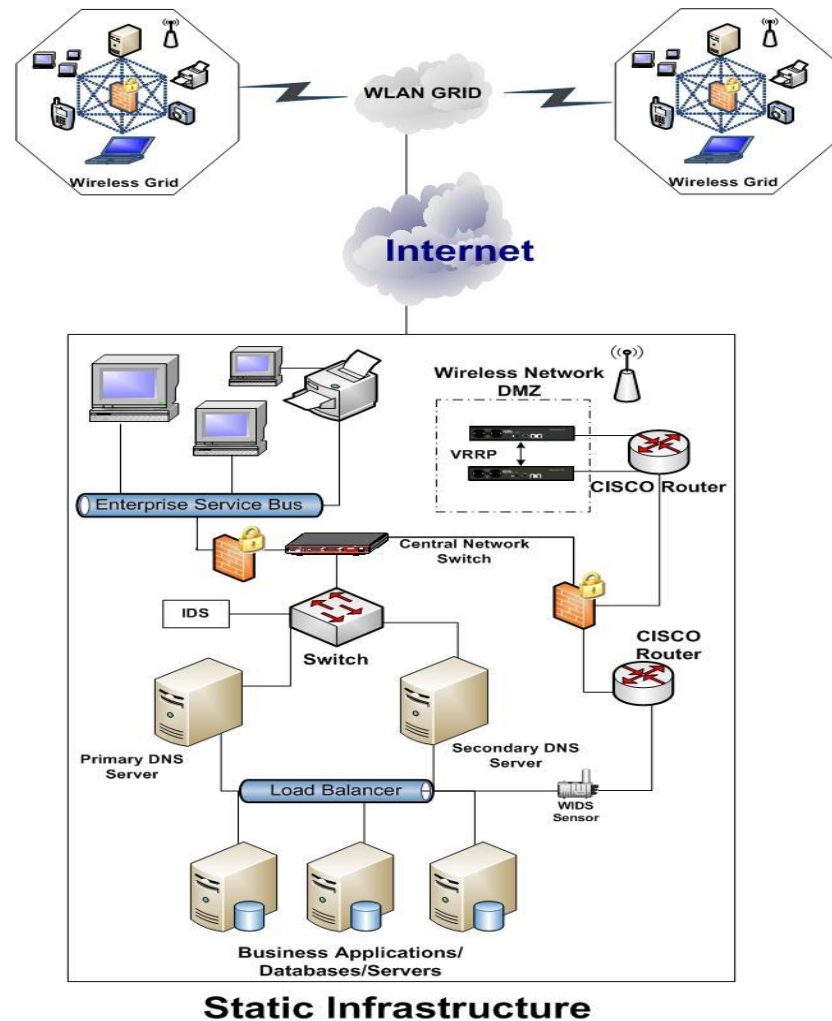 WLAN GRID
Wireless Grid
Wireless Grid
Internet
Wireless Network
DMZ
VRRP
CISCO Router
Enterprise Service Bus
Central Network
Switch
IDS
Switch
CISCO
Router
Primary DNS
Server
Secondary DNS
Server
Load Balancer
WIDS
Sensor
Business Applications/
Databases/Servers
Static Infrastructure